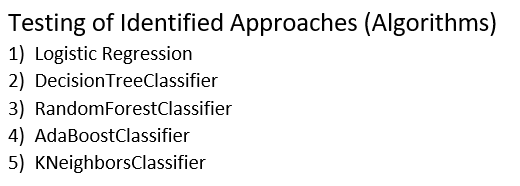 Testing of Identified Approaches (Algorithms)
1) Logistic Regression
2) DecisionTreeClassifier
3) RandomForestClassifier
4) AdaBoostClassifier
5) KNeighborsClassifier